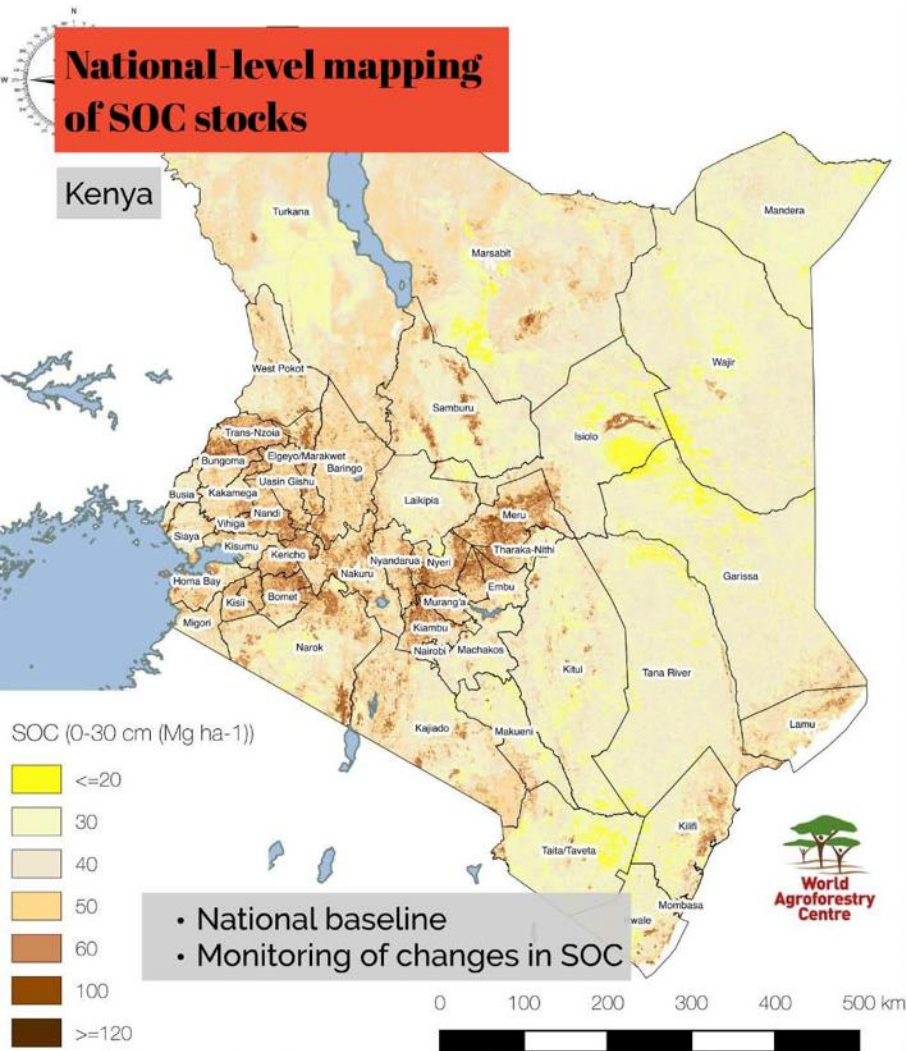 N
W
National-level mapping
of SOC stocks
Kenya
Turkana
Mandera
Marsabit
Wajir
West Pokot
Samburu
Isiolo
Trans-Nzoia
Elgeyo/Marakwet
Bungoma
Baringo
Uasin Gishu
Busia
Kakamega
Laikipia
Nandi
Meru
Vihiga
Siaya
Kisumu
Kericho
Nyandarua
Nyeri
Tharaka-Nithi
Nakuru
Garissa
Homa Bay
Embu
Kisii
Bomet
Murang'a
Migori
Kiambu
Narok
Nairobi
Machakos
Kitui
Tana River
Kajiado
Makueni
Lamu
SOC (0-30 cm (Mg ha-1))
<=20
30
40
50
60
100
>=120
Kilifi
Taita/Taveta
World
Agroforestry
Centre
Mombasa
wale
• National baseline
• Monitoring of changes in SOC
0 100 200 300 400 500 km